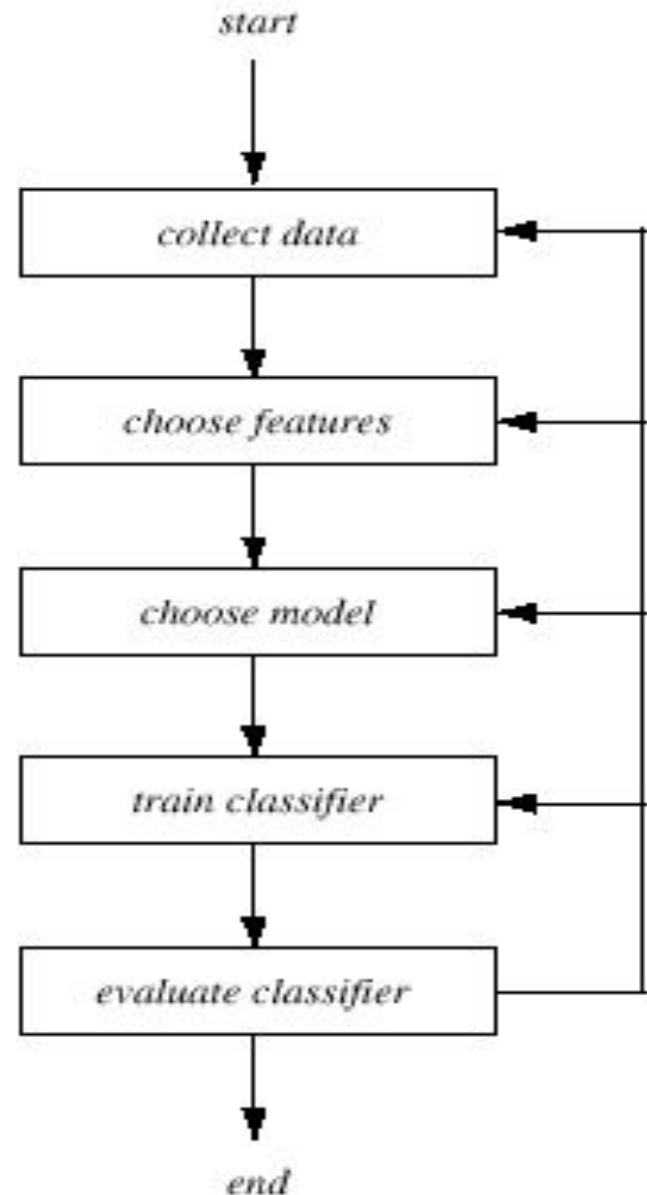 start
collect data
choose features
choose model
train classifier
evaluate classifier
end